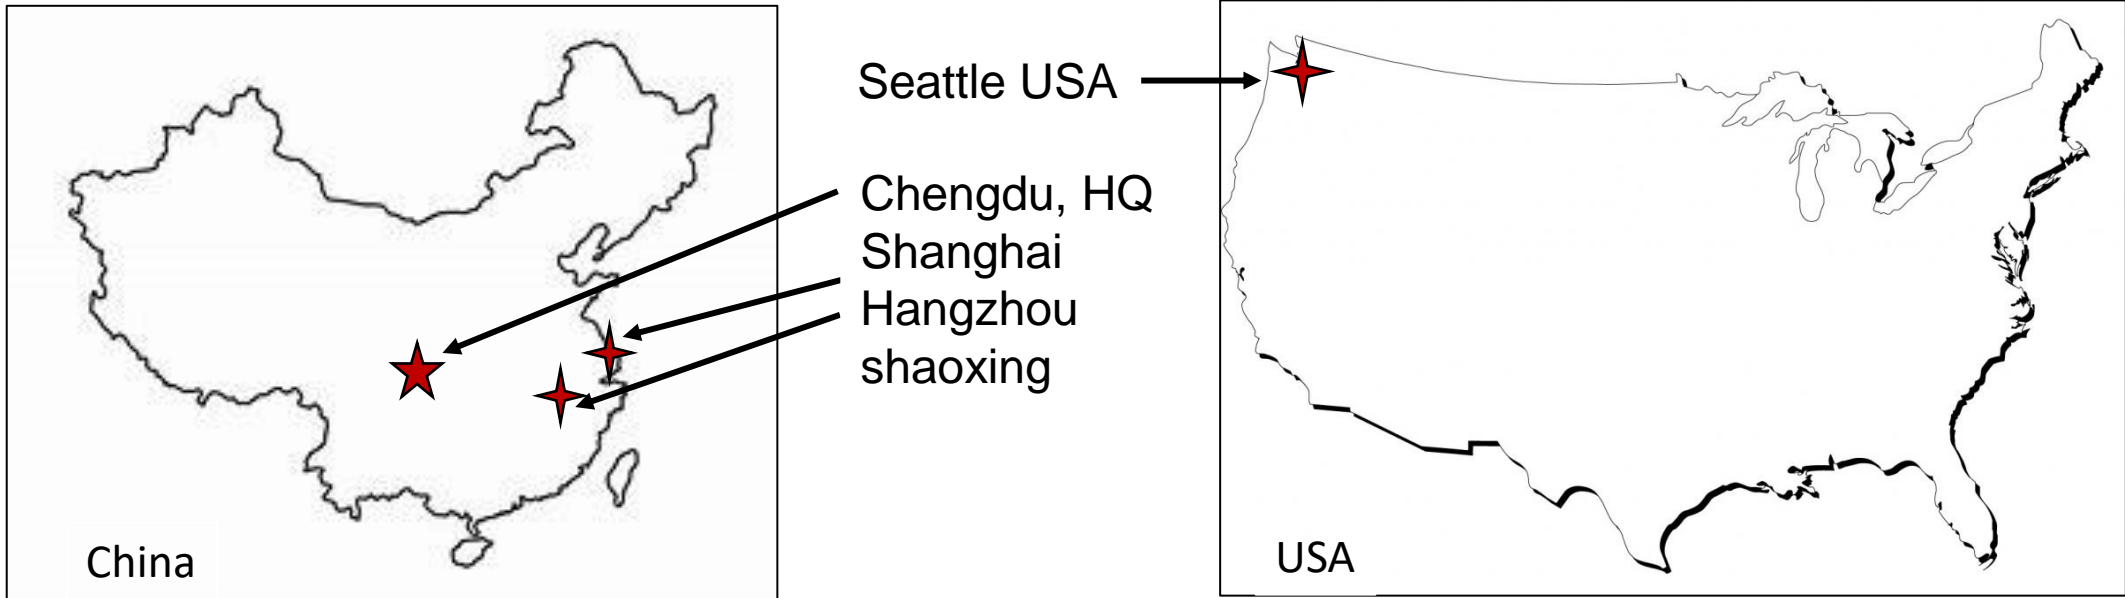 Seattle USA
Chengdu, HQ
Shanghai
Hangzhou
shaoxing
China
USA